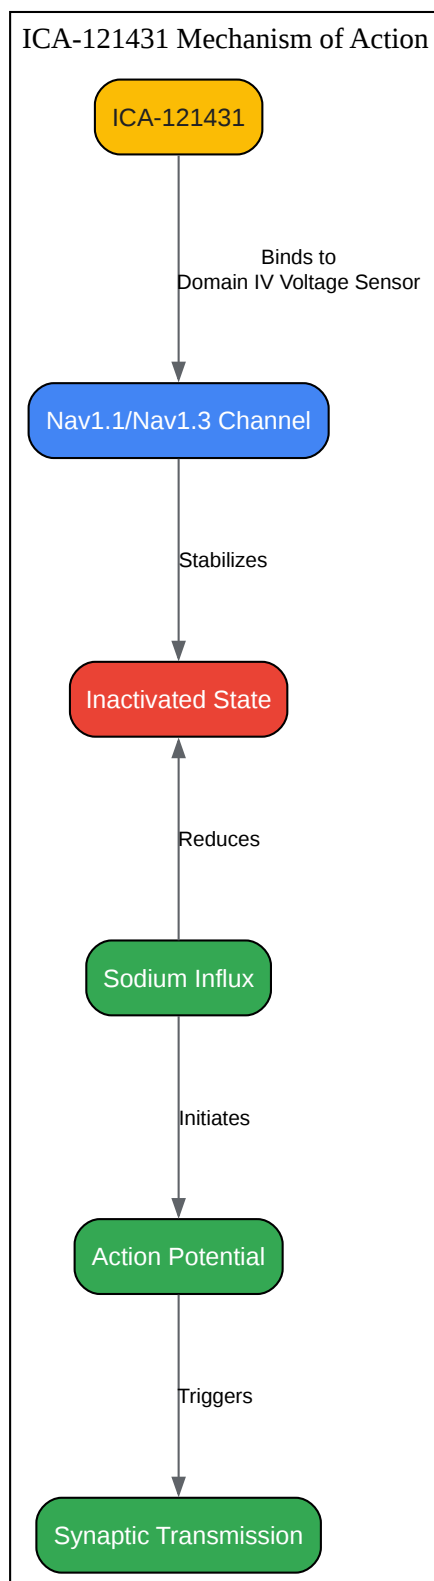 ICA-121431 Mechanism of Action
ICA-121431
Binds to
Domain IV Voltage Sensor
Nav1.1/Nav1.3 Channel
Stabilizes
Inactivated State
Reduces
Sodium Influx
Initiates
Action Potential
Triggers
Synaptic Transmission